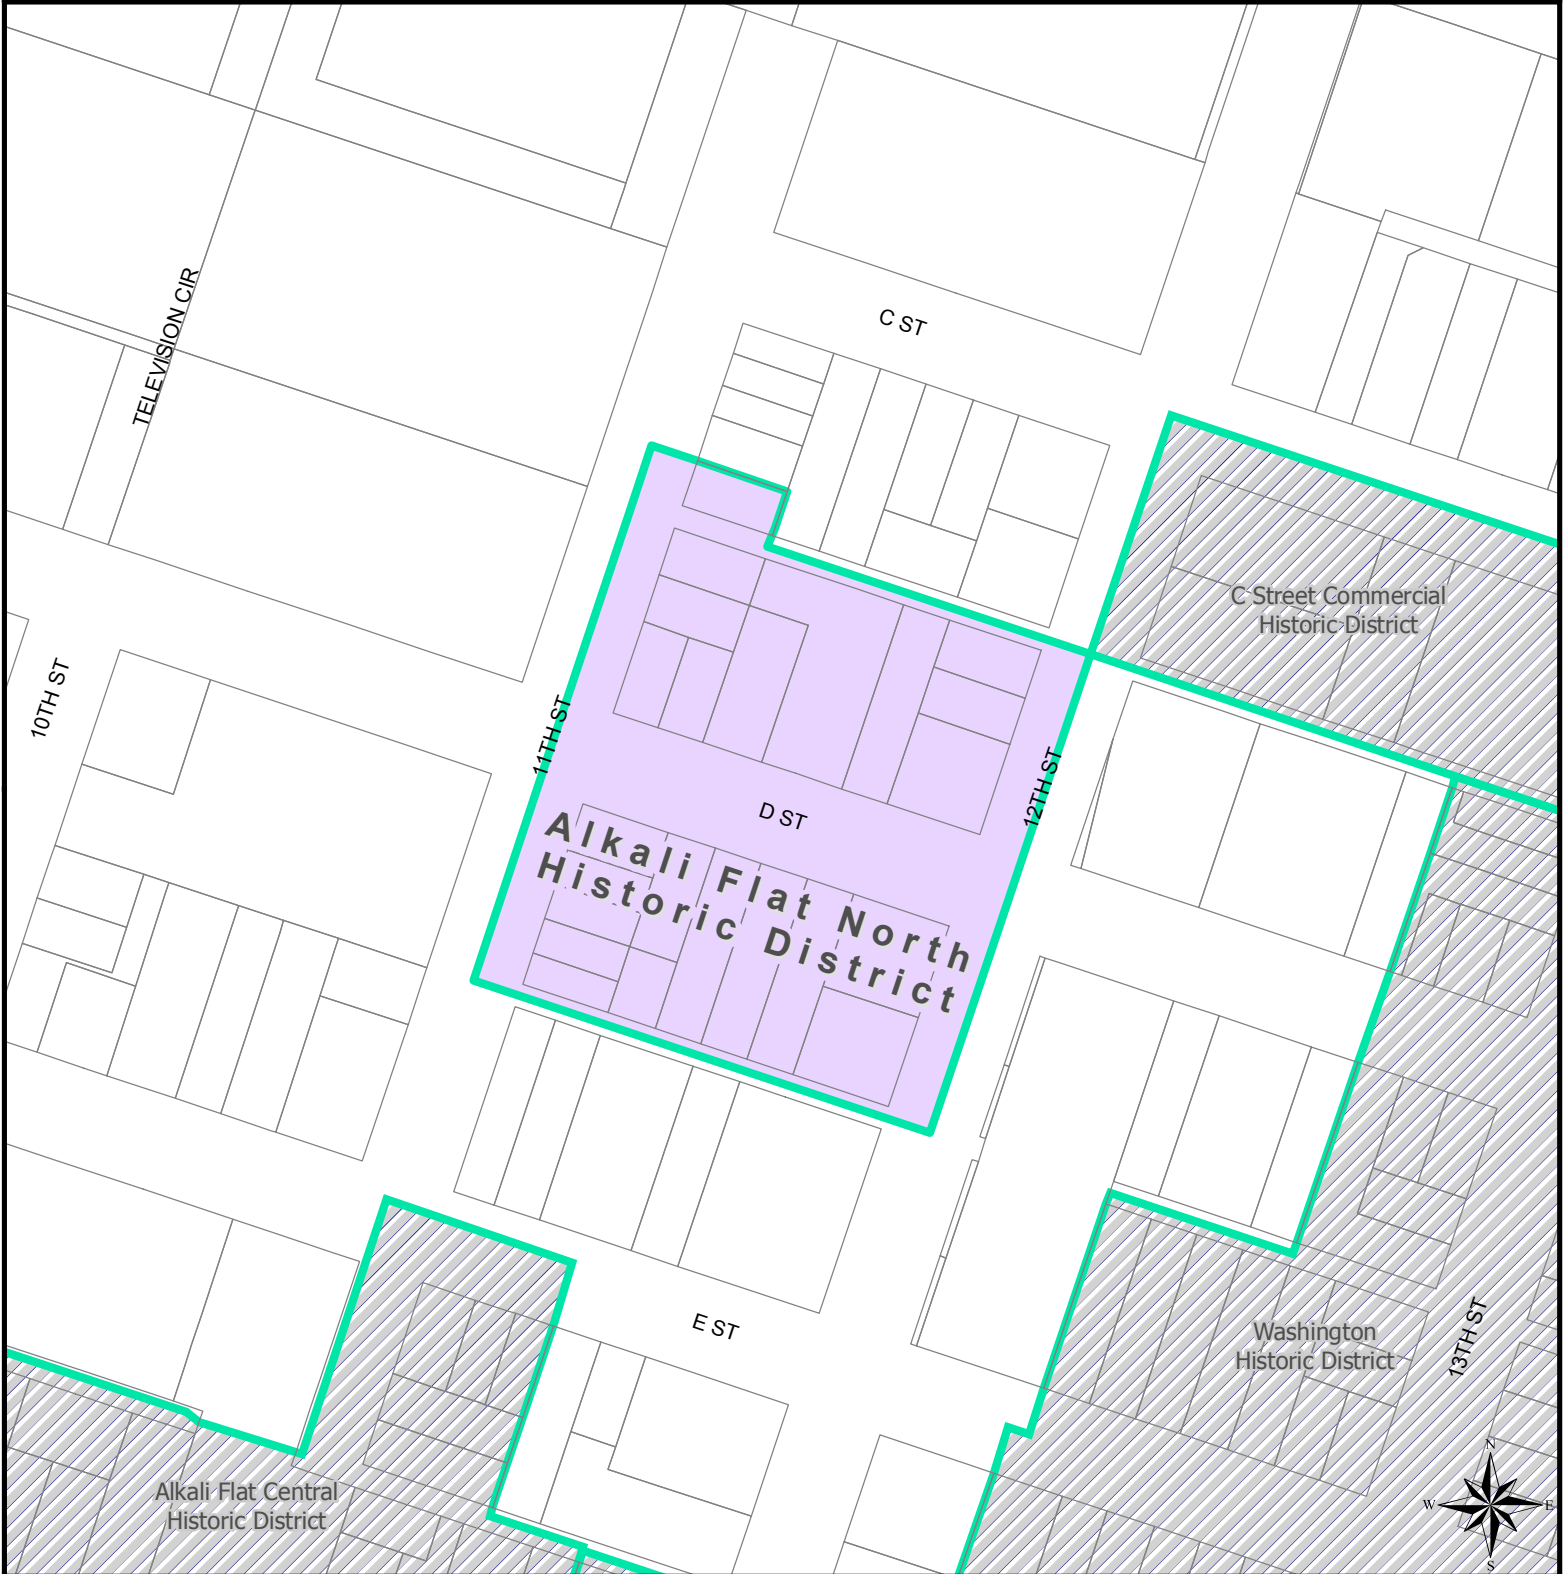 C ST
TELEVISION CIR
C Street Commercial
Historic District
10TH ST
11TH ST
12TH ST
D ST
Alkali Flat North
Historic District
E ST
Washington
Historic District
13TH ST
Alkali Flat Central
Historic District
N
W
E
S